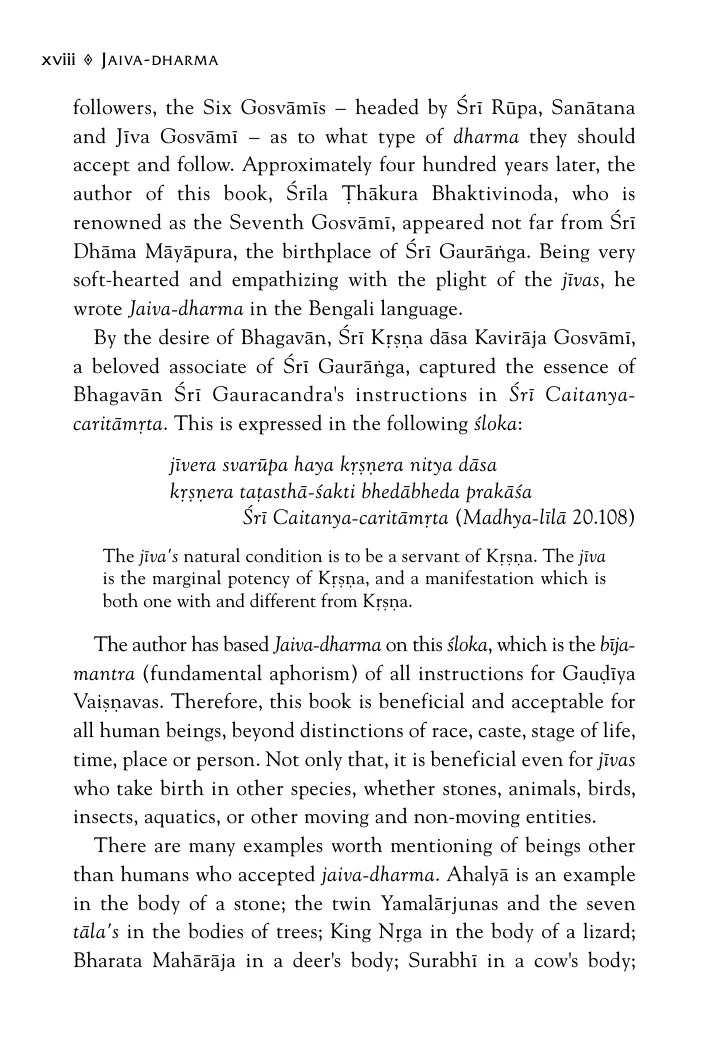 xviii ◈ JAIVA-DHARMA
followers, the Six Gosvāmīs – headed by Śrī Rūpa, Sanātana
and Jīva Gosvāmī – as to what type of dharma they should
accept and follow. Approximately four hundred years later, the
author of this book, Śrīla Ṭhākura Bhaktivinoda, who is
renowned as the Seventh Gosvāmī, appeared not far from Śrī
Dhāma Māyāpura, the birthplace of Śrī Gaurāṅga. Being very
soft-hearted and empathizing with the plight of the jīvas, he
wrote Jaiva-dharma in the Bengali language.
By the desire of Bhagavān, Śrī Kṛṣṇa dāsa Kavirāja Gosvāmī,
a beloved associate of Śrī Gaurāṅga, captured the essence of
Bhagavān Śrī Gauracandra's instructions in Śrī Caitanya-
caritāmṛta. This is expressed in the following śloka:
jīvera svarūpa haya kṛṣṇera nitya dāsa
kṛṣṇera taṭasthā-śakti bhedābheda prakāśa
Śrī Caitanya-caritāmṛta (Madhya-līlā 20.108)
The jīva's natural condition is to be a servant of Kṛṣṇa. The jīva
is the marginal potency of Kṛṣṇa, and a manifestation which is
both one with and different from Kṛṣṇa.
The author has based Jaiva-dharma on this śloka, which is the bīja-
mantra (fundamental aphorism) of all instructions for Gauḍīya
Vaiṣṇavas. Therefore, this book is beneficial and acceptable for
all human beings, beyond distinctions of race, caste, stage of life,
time, place or person. Not only that, it is beneficial even for jīvas
who take birth in other species, whether stones, animals, birds,
insects, aquatics, or other moving and non-moving entities.
There are many examples worth mentioning of beings other
than humans who accepted jaiva-dharma. Ahalyā is an example
in the body of a stone; the twin Yamalārjunas and the seven
tāla's in the bodies of trees; King Nṛga in the body of a lizard;
Bharata Mahārāja in a deer's body; Surabhī in a cow's body;